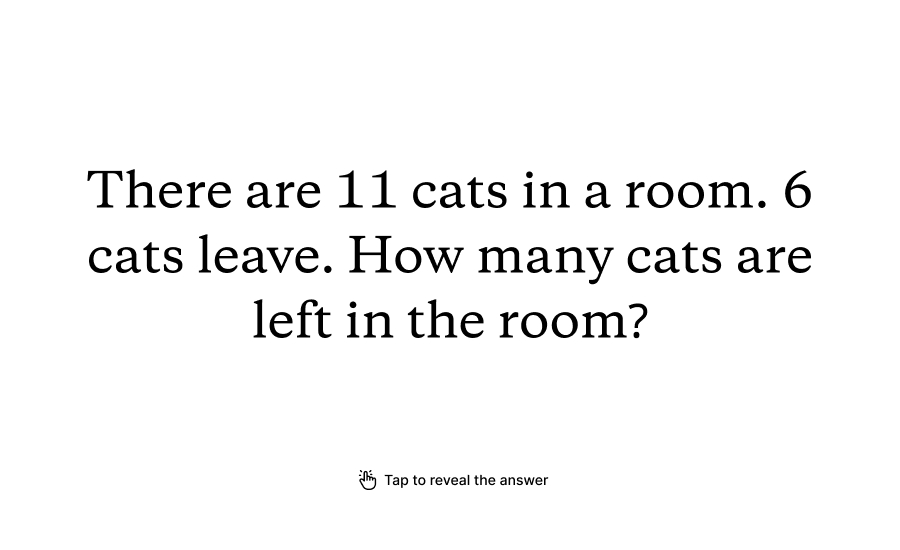 There are 11 cats in a room. 6
cats leave. How many cats are
left in the room?
Tap to reveal the answer